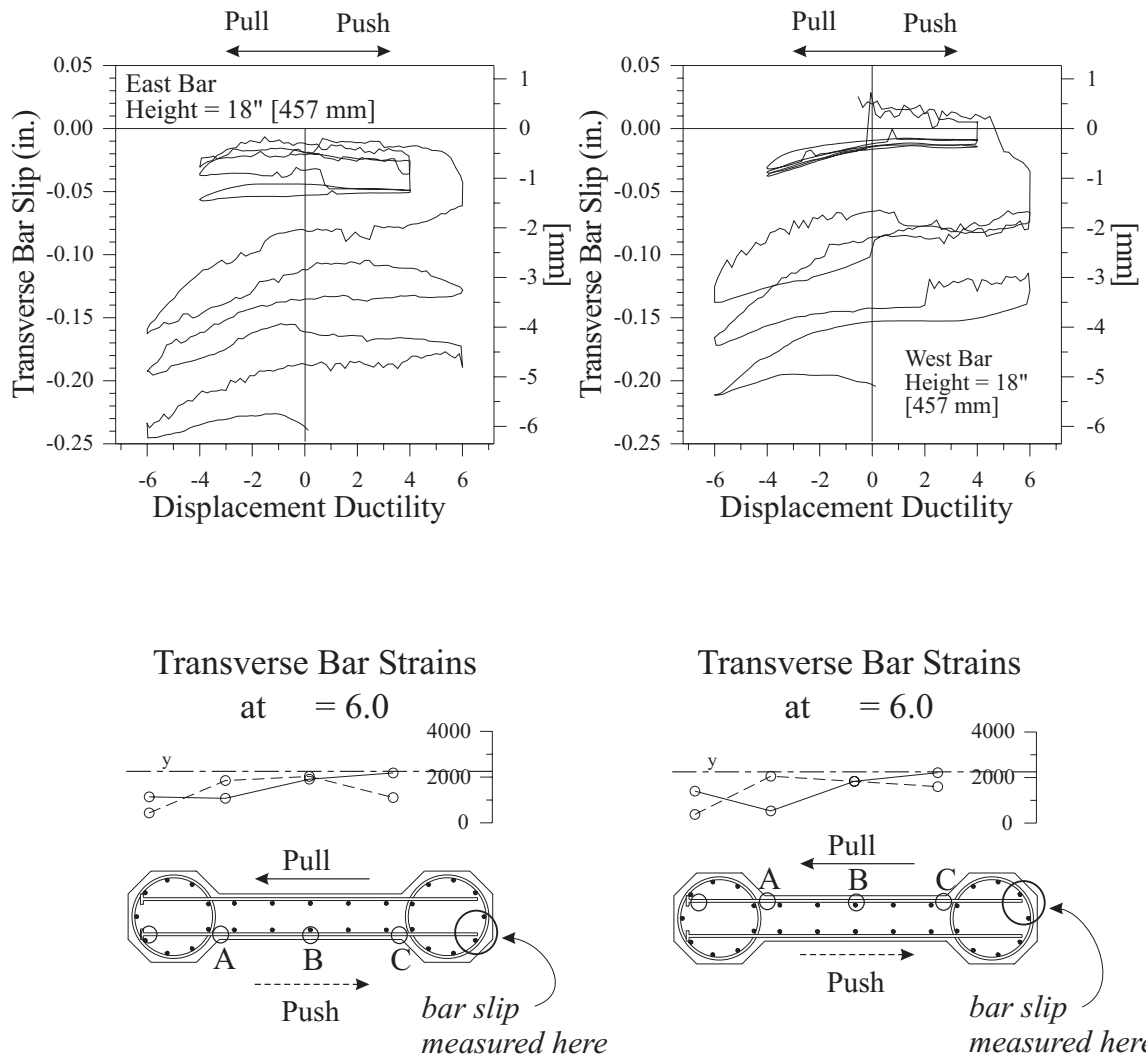 Pull Push
East Bar
Height = 18" [457 mm]
Transverse Bar Slip (in.)
0.05
0.00
-0.05
-0.10
-0.15
-0.20
-0.25
1
0
-1
-2
-3
-4
-5
-6
[mm]
-6 -4 -2 0 2 4 6
Displacement Ductility
Pull Push
Transverse Bar Slip (in.)
0.05
0.00
-0.05
-0.10
-0.15
-0.20
-0.25
West Bar
Height = 18"
[457 mm]
1
0
-1
-2
-3
-4
-5
-6
[mm]
-6 -4 -2 0 2 4 6
Displacement Ductility
Transverse Bar Strains
at = 6.0
4000
2000
0
y
Pull
A B C
Push
bar slip
measured here
Transverse Bar Strains
at = 6.0
4000
2000
0
y
Pull
A B C
Push
bar slip
measured here